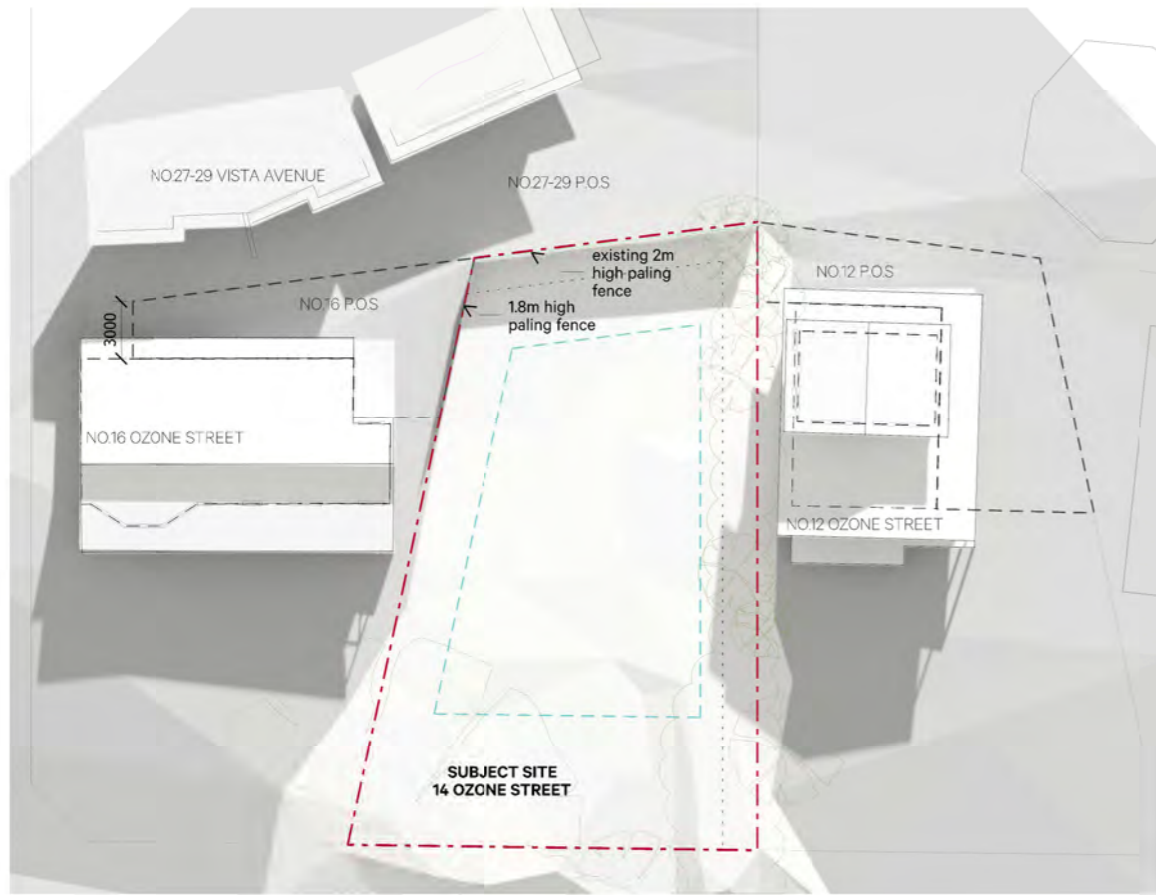 NO.27-29 VISTA AVENUE
NO.27-29 P.O.S
existing 2m
high paling
fence
NO.12 P.O.S
NO.16 P.O.S
1.8m high
paling fence
3000
NO.16 OZONE STREET
NO.12 OZONE STREET
SUBJECT SITE
14 OZONE STREET